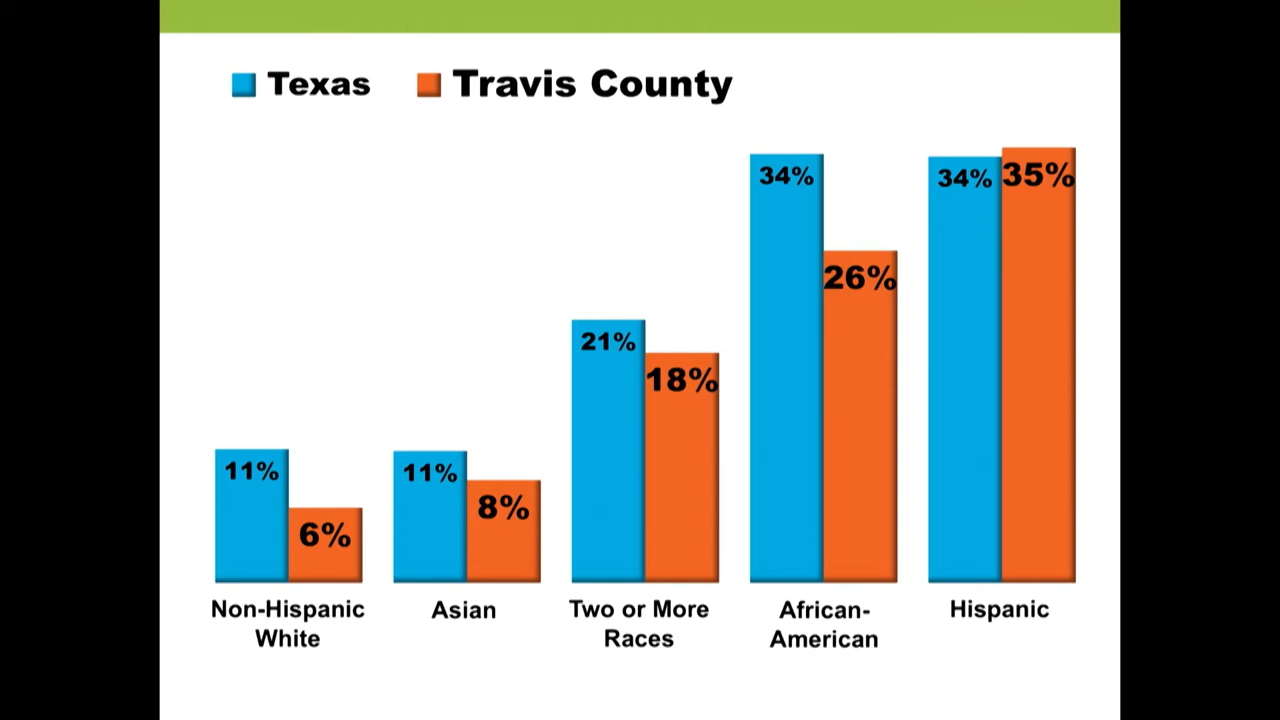 Texas Travis County
34% 34% 35%
26%
21%
18%
11% 11%
8%
6%
Non-Hispanic
White
Asian
Two or More
Races
African-
American
Hispanic